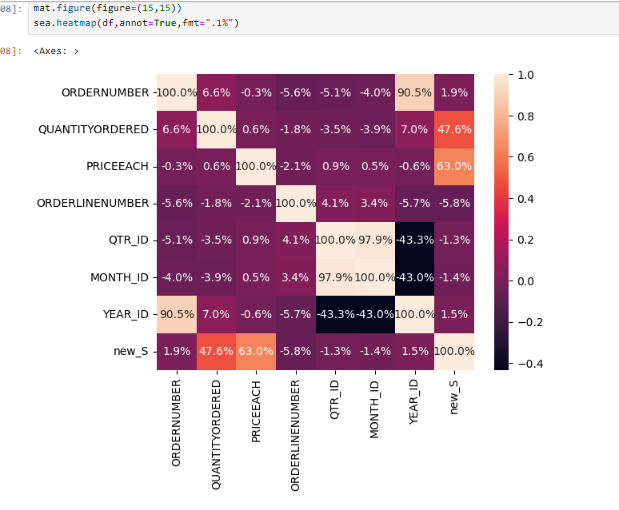 08]: mat.figure(figure=(15,15))
sea.heatmap(df,annot=True,fmt=".1%")
08]: <Axes: >
ORDERNUMBER 100.0% 6.6% -0.3% -5.6% -5.1% -4.0% 90.5% 1.9%
QUANTITYORDERED 6.6% 100.0% 0.6% -1.8% -3.5% -3.9% 7.0% 47.6%
PRICEEACH -0.3% 0.6% 100.0% -2.1% 0.9% 0.5% -0.6% 63.0%
ORDERLINENUMBER -5.6% -1.8% -2.1% 100.0% 4.1% 3.4% -5.7% -5.8%
QTR_ID -5.1% -3.5% 0.9% 4.1% 100.0% 97.9% -43.3% -1.3%
MONTH_ID -4.0% -3.9% 0.5% 3.4% 97.9% 100.0% -43.0% -1.4%
YEAR_ID 90.5% 7.0% -0.6% -5.7% -43.3% -43.0% 100.0% 1.5%
new_S 1.9% 47.6% 63.0% -5.8% -1.3% -1.4% 1.5% 100.0%
ORDERNUMBER
QUANTITYORDERED
PRICEEACH
ORDERLINENUMBER
QTR_ID
MONTH_ID
YEAR_ID
new_S
1.0
0.8
0.6
0.4
0.2
0.0
−0.2
−0.4